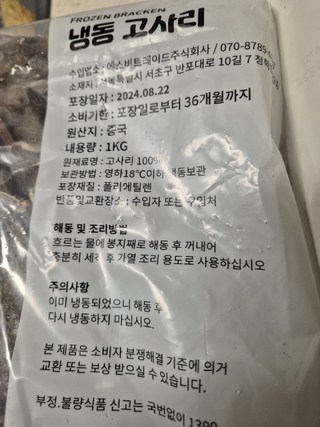 FROZEN BRACKEN
냉동 고사리
수입업소 : 에스비트메이드주식회사 / 070-8789-
소재지 : 서울특별시 서초구 반포대로 10길 7 청
포장일자 : 2024.08.22
소비기한 : 포장일로부터 36개월까지
원산지 : 중국
내용량 : 1KG
원재료명 : 고사리 100%
보관방법 : 영하18℃이하 냉동보관
포장재질 : 폴리에틸렌
반품및교환장소 : 수입자 또는 구입처
해동 및 조리방법
흐르는 물에 봉지째로 해동 후 꺼내어
충분히 세척 후 가열 조리 용도로 사용하십시오
주의사항
이미 냉동되었으니 해동 후
다시 냉동하지 마십시오.
본 제품은 소비자 분쟁해결 기준에 의거
교환 또는 보상 받으실 수 있습니다.
부정.불량식품 신고는 국번없이 1399